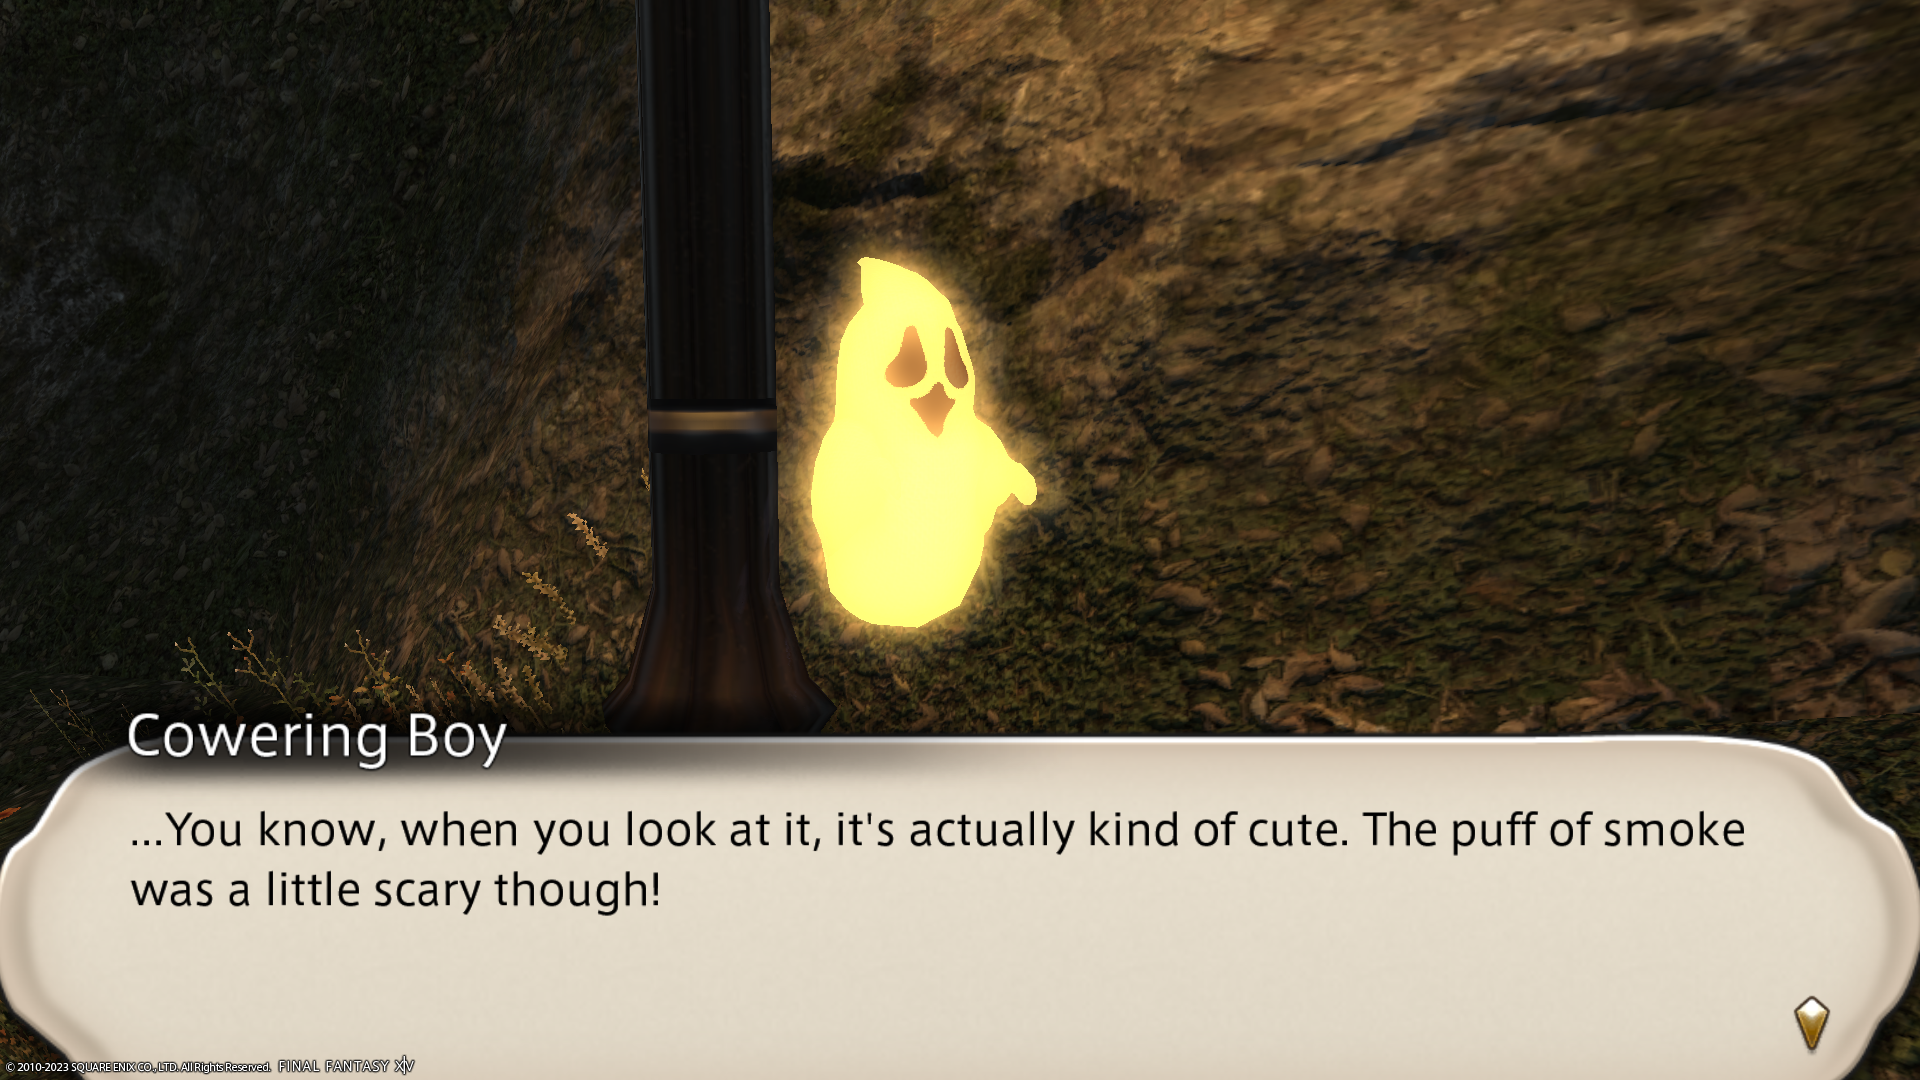 Cowering Boy
...You know, when you look at it, it's actually kind of cute. The puff of smoke
was a little scary though!
© 2010-2023 SQUARE ENIX CO., LTD. All Rights Reserved. FINAL FANTASY XIV